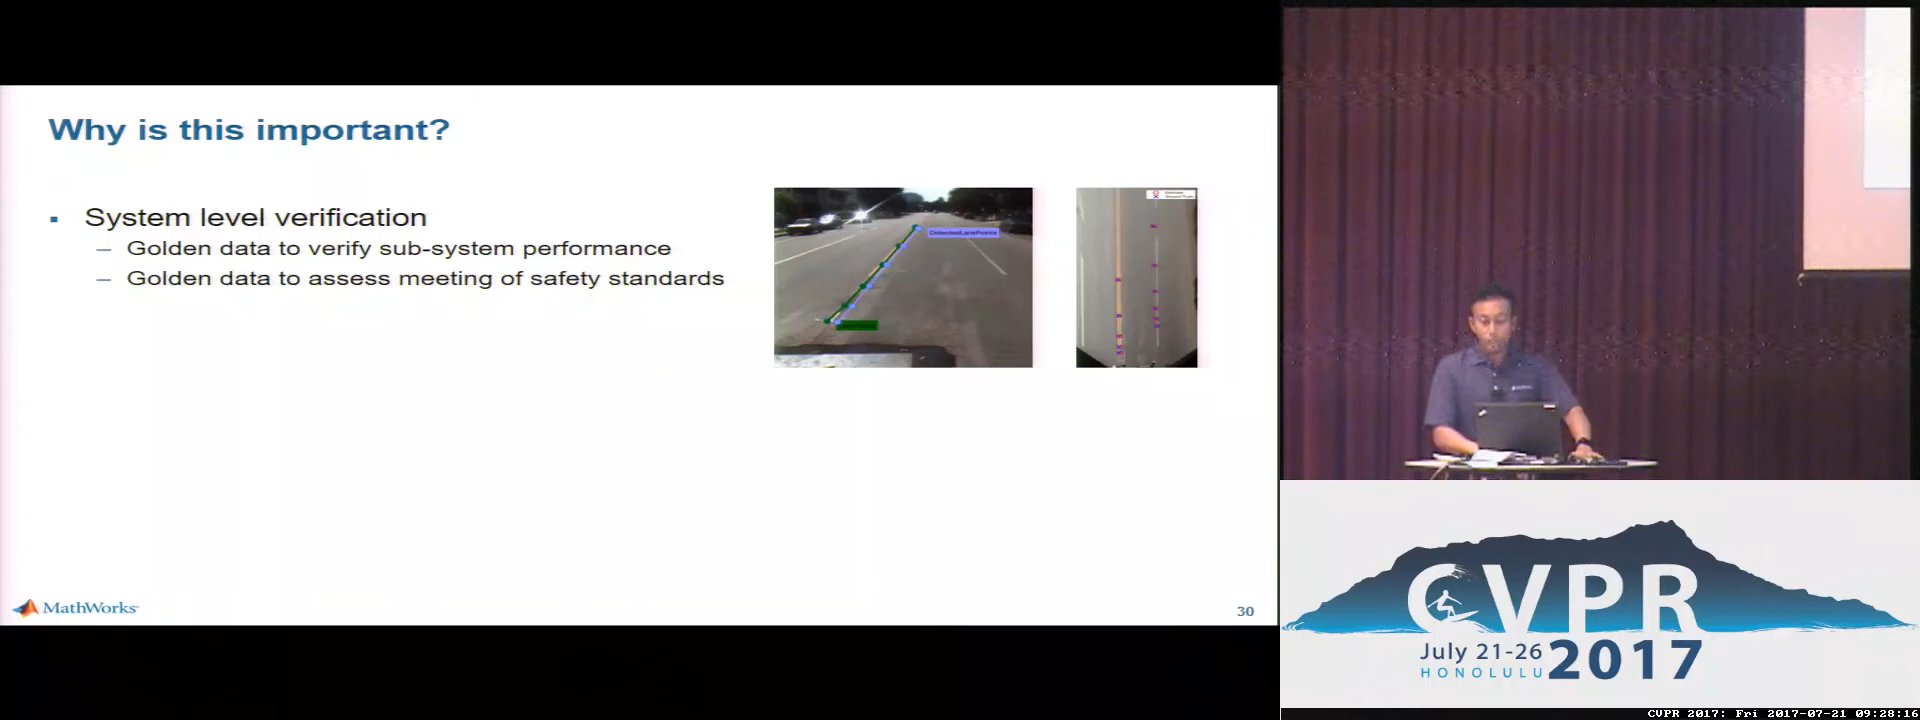 Why is this important?
System level verification
– Golden data to verify sub-system performance
– Golden data to assess meeting of safety standards
DetectedLanePoints
MathWorks
30
CVPR
July 21-26
HONOLULU
2017
CVPR 2017: Fri 2017-07-21 09:28:16